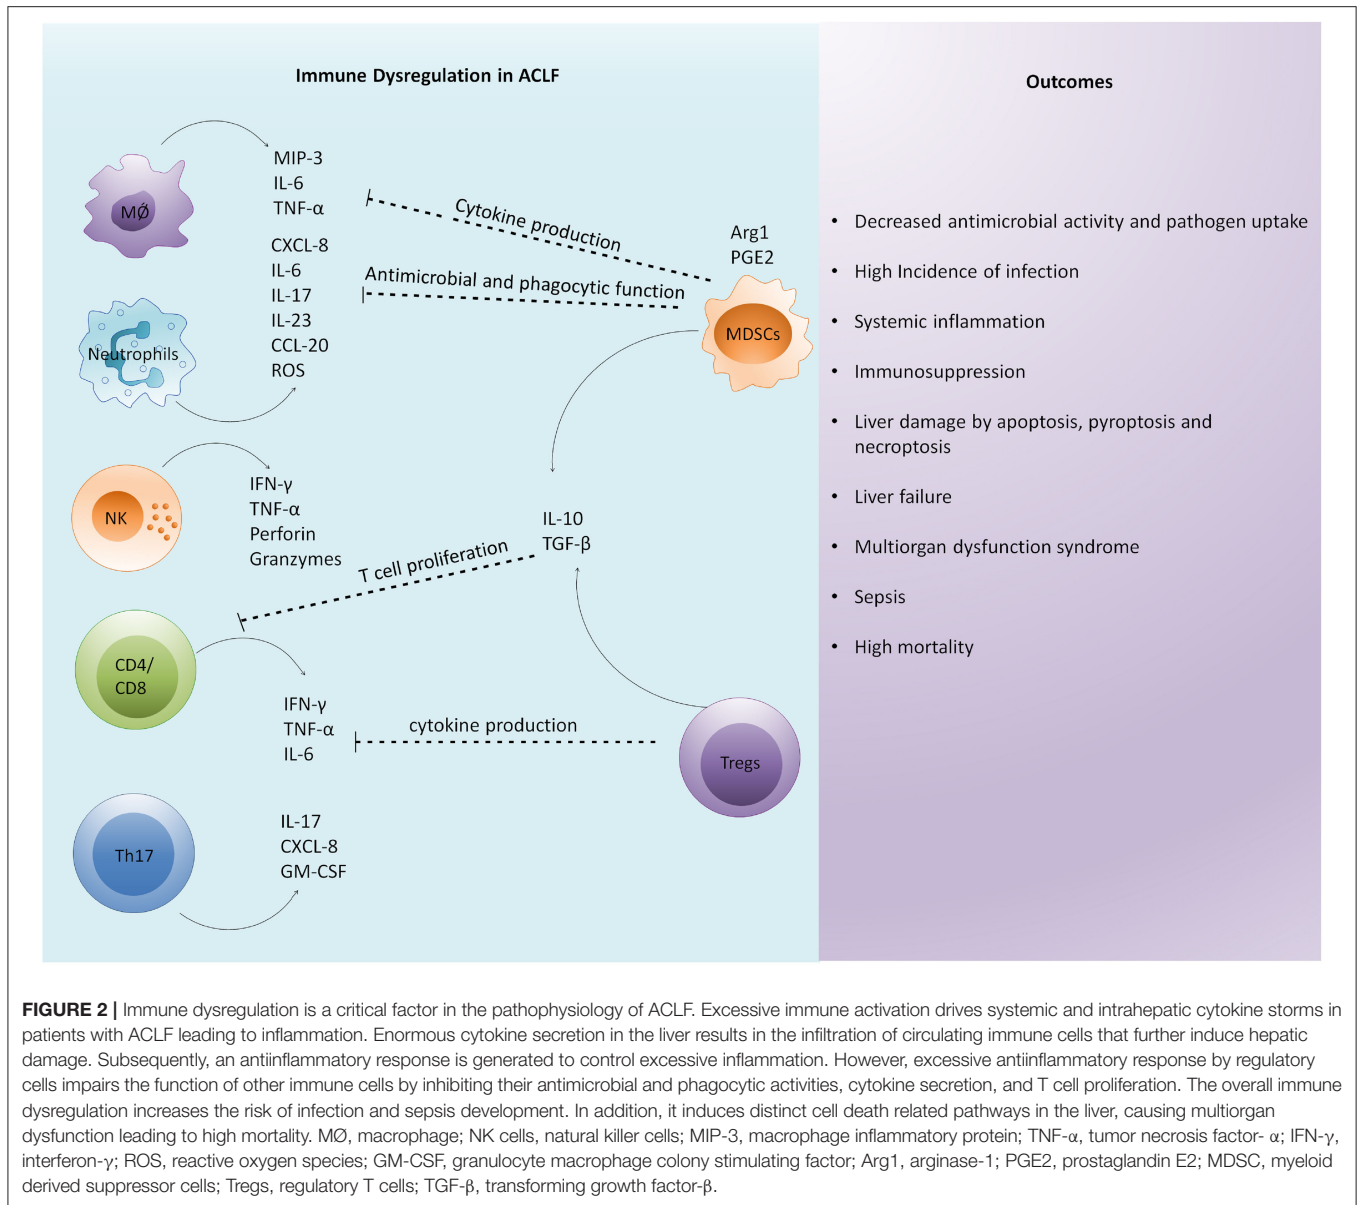 Immune Dysregulation in ACLF
MǾ
MIP-3
IL-6
TNF-α
Neutrophils
CXCL-8
IL-6
IL-17
IL-23
CCL-20
ROS
Cytokine production
Antimicrobial and phagocytic function
Arg1
PGE2
MDSCs
NK
IFN-γ
TNF-α
Perforin
Granzymes
IL-10
TGF-β
T cell proliferation
CD4/
CD8
IFN-γ
TNF-α
IL-6
cytokine production
Tregs
Th17
IL-17
CXCL-8
GM-CSF
Outcomes
• Decreased antimicrobial activity and pathogen uptake
• High Incidence of infection
• Systemic inflammation
• Immunosuppression
• Liver damage by apoptosis, pyroptosis and
necroptosis
• Liver failure
• Multiorgan dysfunction syndrome
• Sepsis
• High mortality
FIGURE 2 | Immune dysregulation is a critical factor in the pathophysiology of ACLF. Excessive immune activation drives systemic and intrahepatic cytokine storms in
patients with ACLF leading to inflammation. Enormous cytokine secretion in the liver results in the infiltration of circulating immune cells that further induce hepatic
damage. Subsequently, an antiinflammatory response is generated to control excessive inflammation. However, excessive antiinflammatory response by regulatory
cells impairs the function of other immune cells by inhibiting their antimicrobial and phagocytic activities, cytokine secretion, and T cell proliferation. The overall immune
dysregulation increases the risk of infection and sepsis development. In addition, it induces distinct cell death related pathways in the liver, causing multiorgan
dysfunction leading to high mortality. MØ, macrophage; NK cells, natural killer cells; MIP-3, macrophage inflammatory protein; TNF-α, tumor necrosis factor- α; IFN-γ,
interferon-γ; ROS, reactive oxygen species; GM-CSF, granulocyte macrophage colony stimulating factor; Arg1, arginase-1; PGE2, prostaglandin E2; MDSC, myeloid
derived suppressor cells; Tregs, regulatory T cells; TGF-β, transforming growth factor-β.